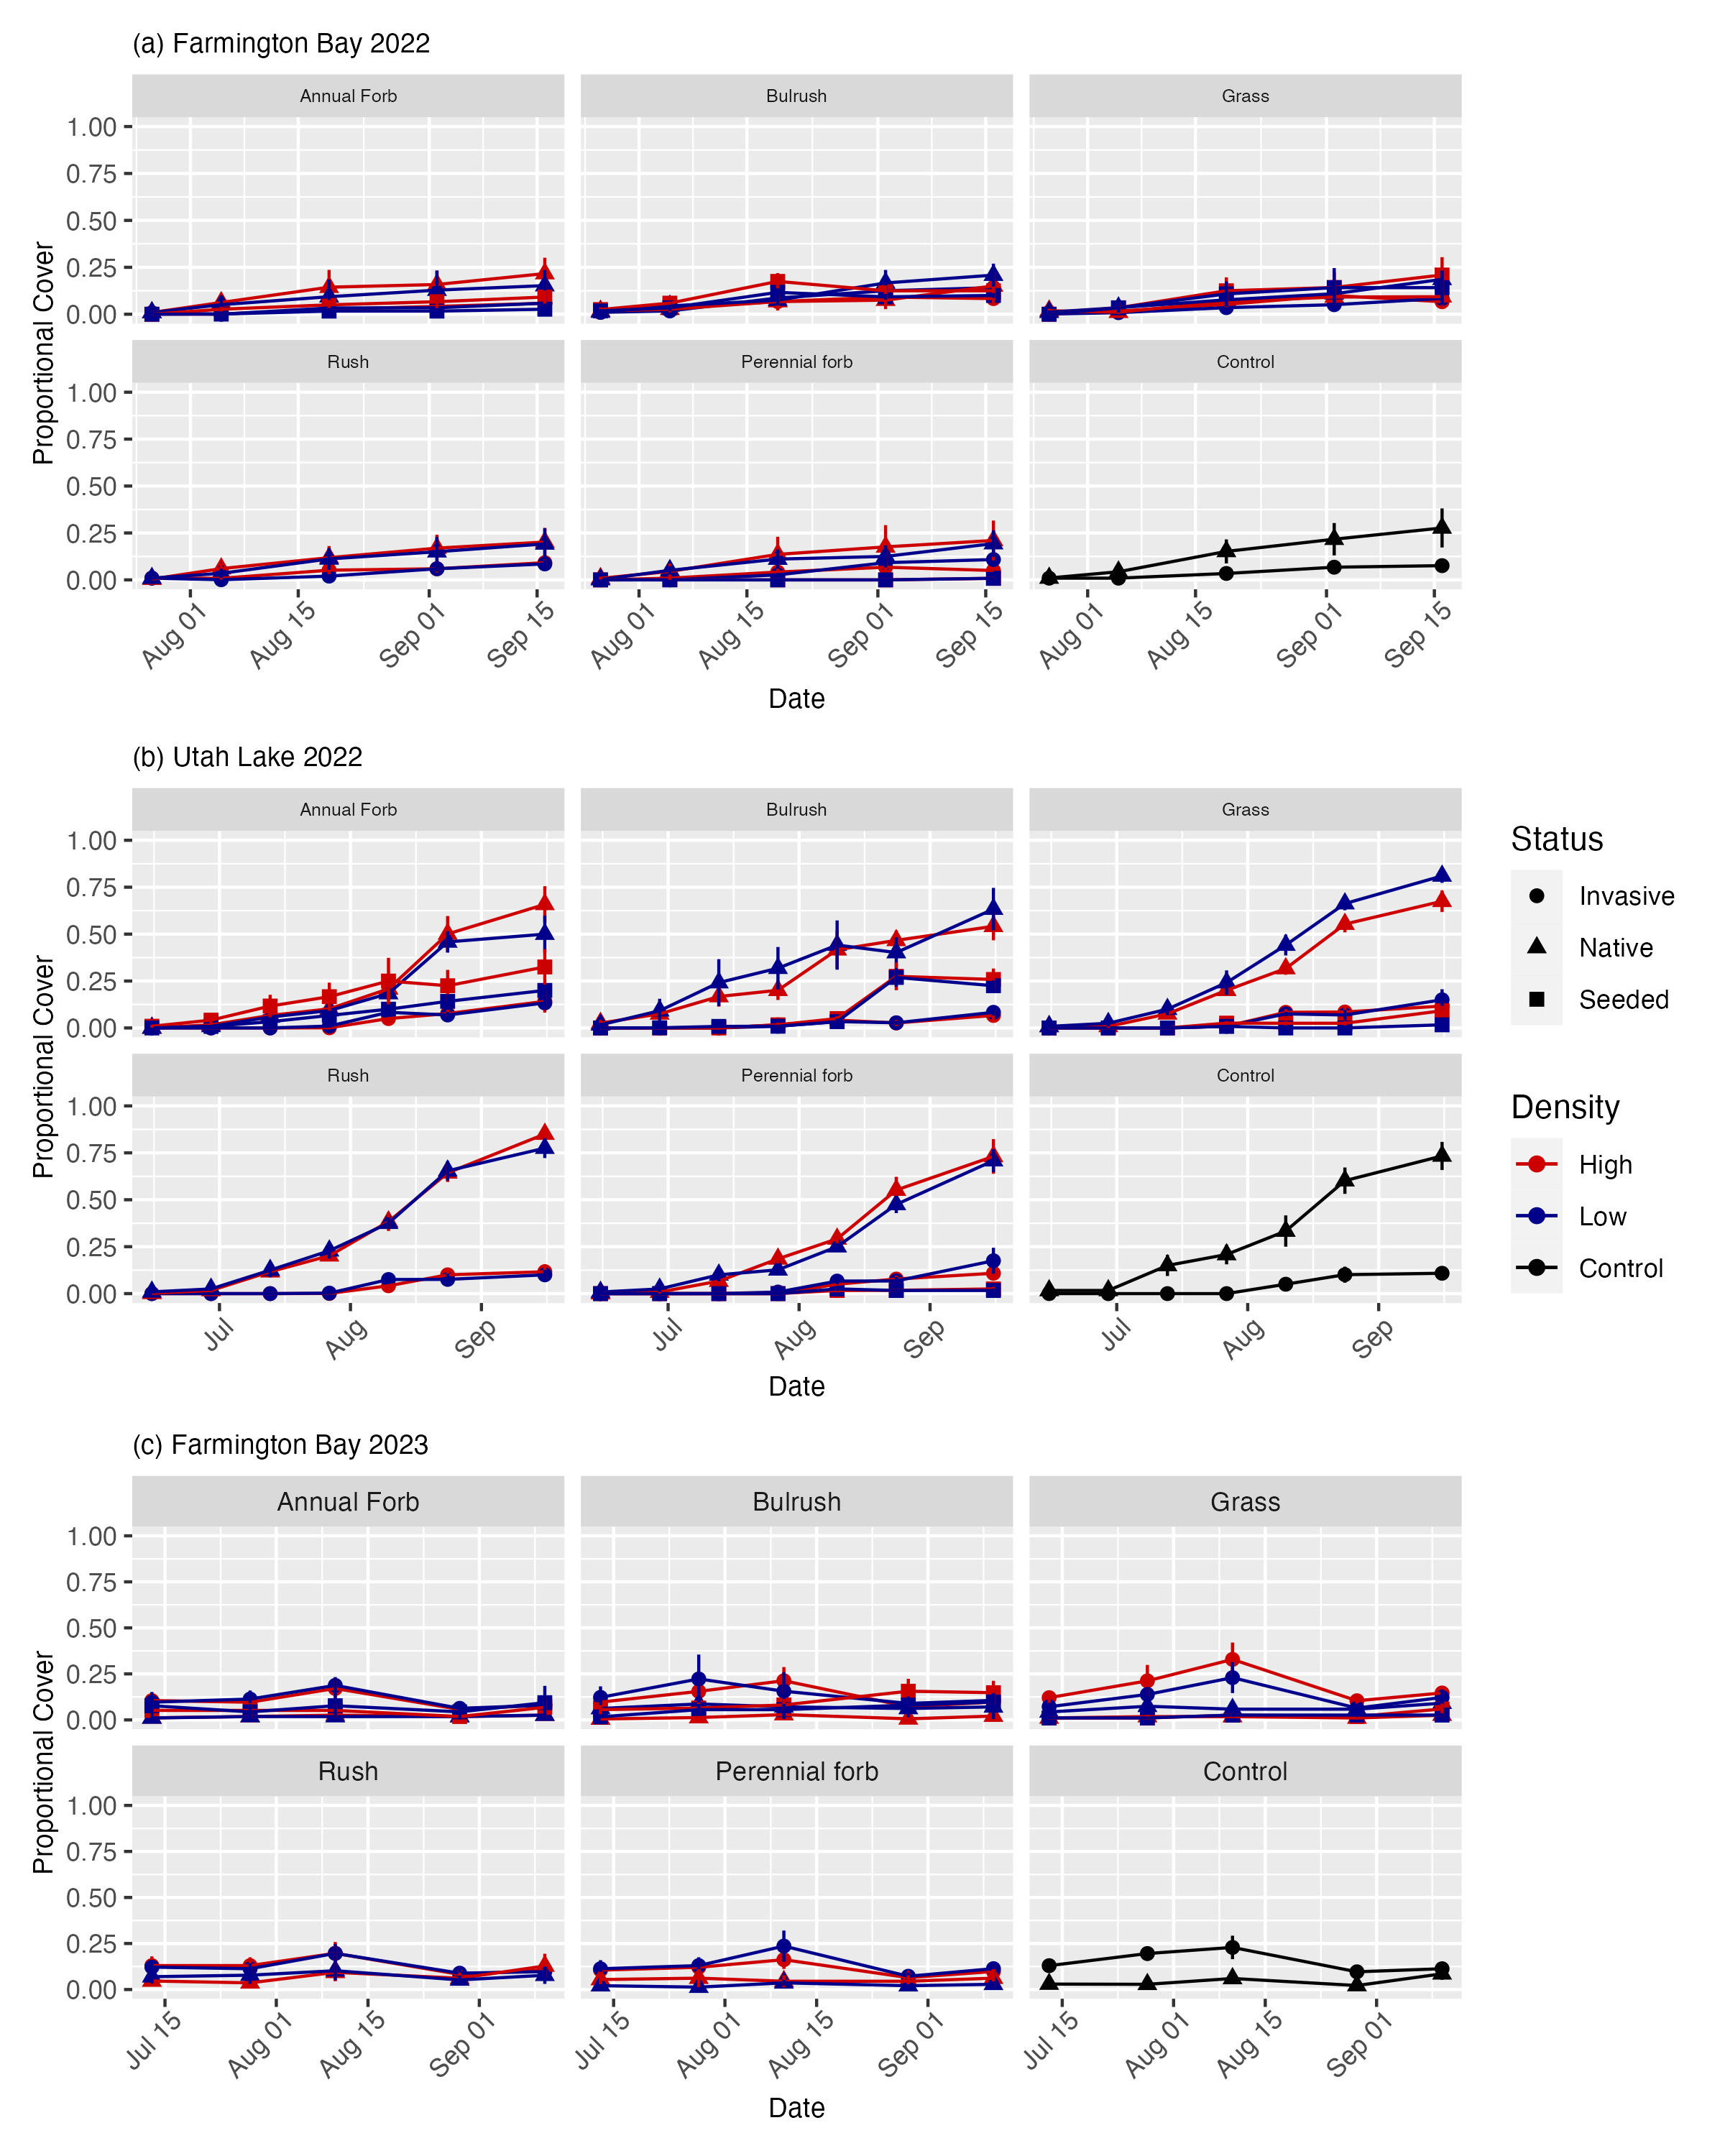 (a) Farmington Bay 2022
Annual Forb
Bulrush
Grass
1.00
0.75
0.50
0.25
0.00
Rush
Perennial forb
Control
1.00
0.75
0.50
0.25
0.00
Proportional Cover
Aug 01
Aug 15
Sep 01
Sep 15
Aug 01
Aug 15
Sep 01
Sep 15
Aug 01
Aug 15
Sep 01
Sep 15
Date
(b) Utah Lake 2022
Annual Forb
Bulrush
Grass
1.00
0.75
0.50
0.25
0.00
Rush
Perennial forb
Control
1.00
0.75
0.50
0.25
0.00
Proportional Cover
Jul
Aug
Sep
Jul
Aug
Sep
Jul
Aug
Sep
Date
Status
Invasive
Native
Seeded
Density
High
Low
Control
(c) Farmington Bay 2023
Annual Forb
Bulrush
Grass
1.00
0.75
0.50
0.25
0.00
Rush
Perennial forb
Control
1.00
0.75
0.50
0.25
0.00
Proportional Cover
Jul 15
Aug 01
Aug 15
Sep 01
Jul 15
Aug 01
Aug 15
Sep 01
Jul 15
Aug 01
Aug 15
Sep 01
Date